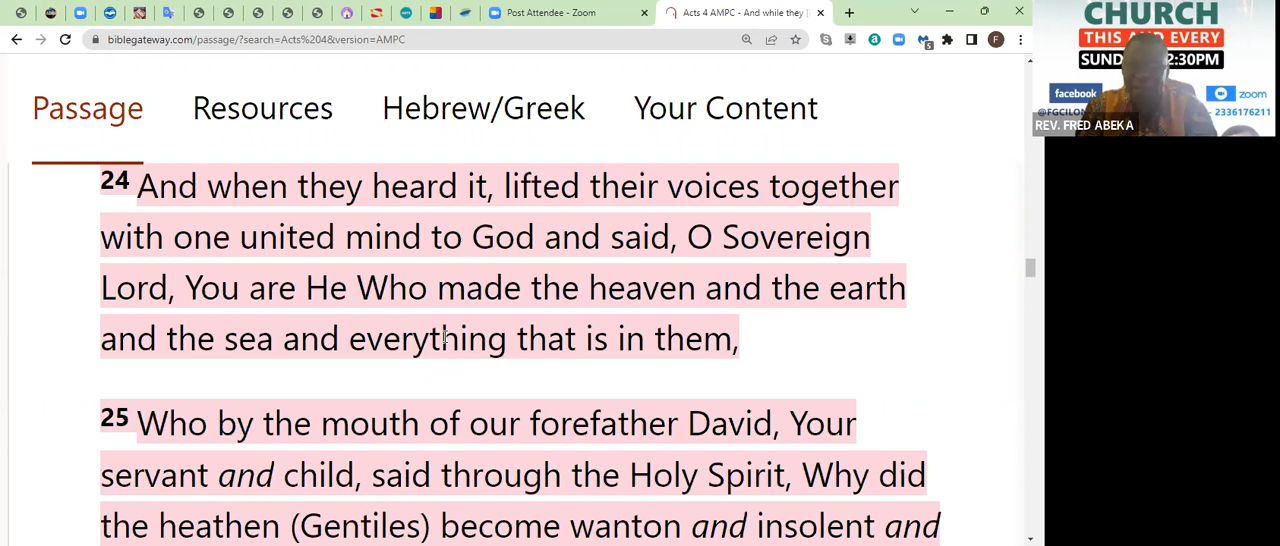 Post Attendee - Zoom
Acts 4 AMPC - And while they
biblegateway.com/passage/?search=Acts%204&version=AMPC
5
F
Passage
Resources
Hebrew/Greek
Your Content
24 And when they heard it, lifted their voices together
with one united mind to God and said, O Sovereign
Lord, You are He Who made the heaven and the earth
and the sea and everything that is in them,
25 Who by the mouth of our forefather David, Your
servant and child, said through the Holy Spirit, Why did
the heathen (Gentiles) become wanton and insolent and
CHURCH
THIS AND EVERY
2:30PM
facebook
zoom
2336176211
REV. FRED ABEKA